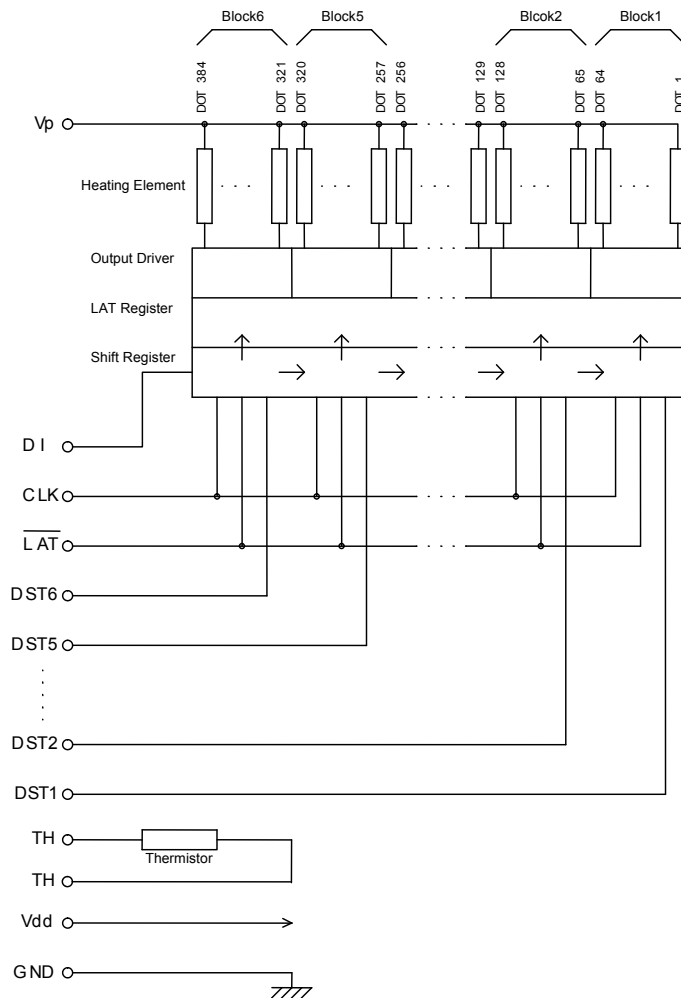 Block6 Block5 Blcok2 Block1
DOT 384 DOT 321 DOT 320 DOT 257 DOT 256 DOT 129 DOT 128 DOT 65 DOT 64 DOT 1
Vp
Heating Element
Output Driver
LAT Register
Shift Register
DI
CLK
LAT
DST6
DST5
DST2
DST1
TH
Thermistor
TH
Vdd
GND